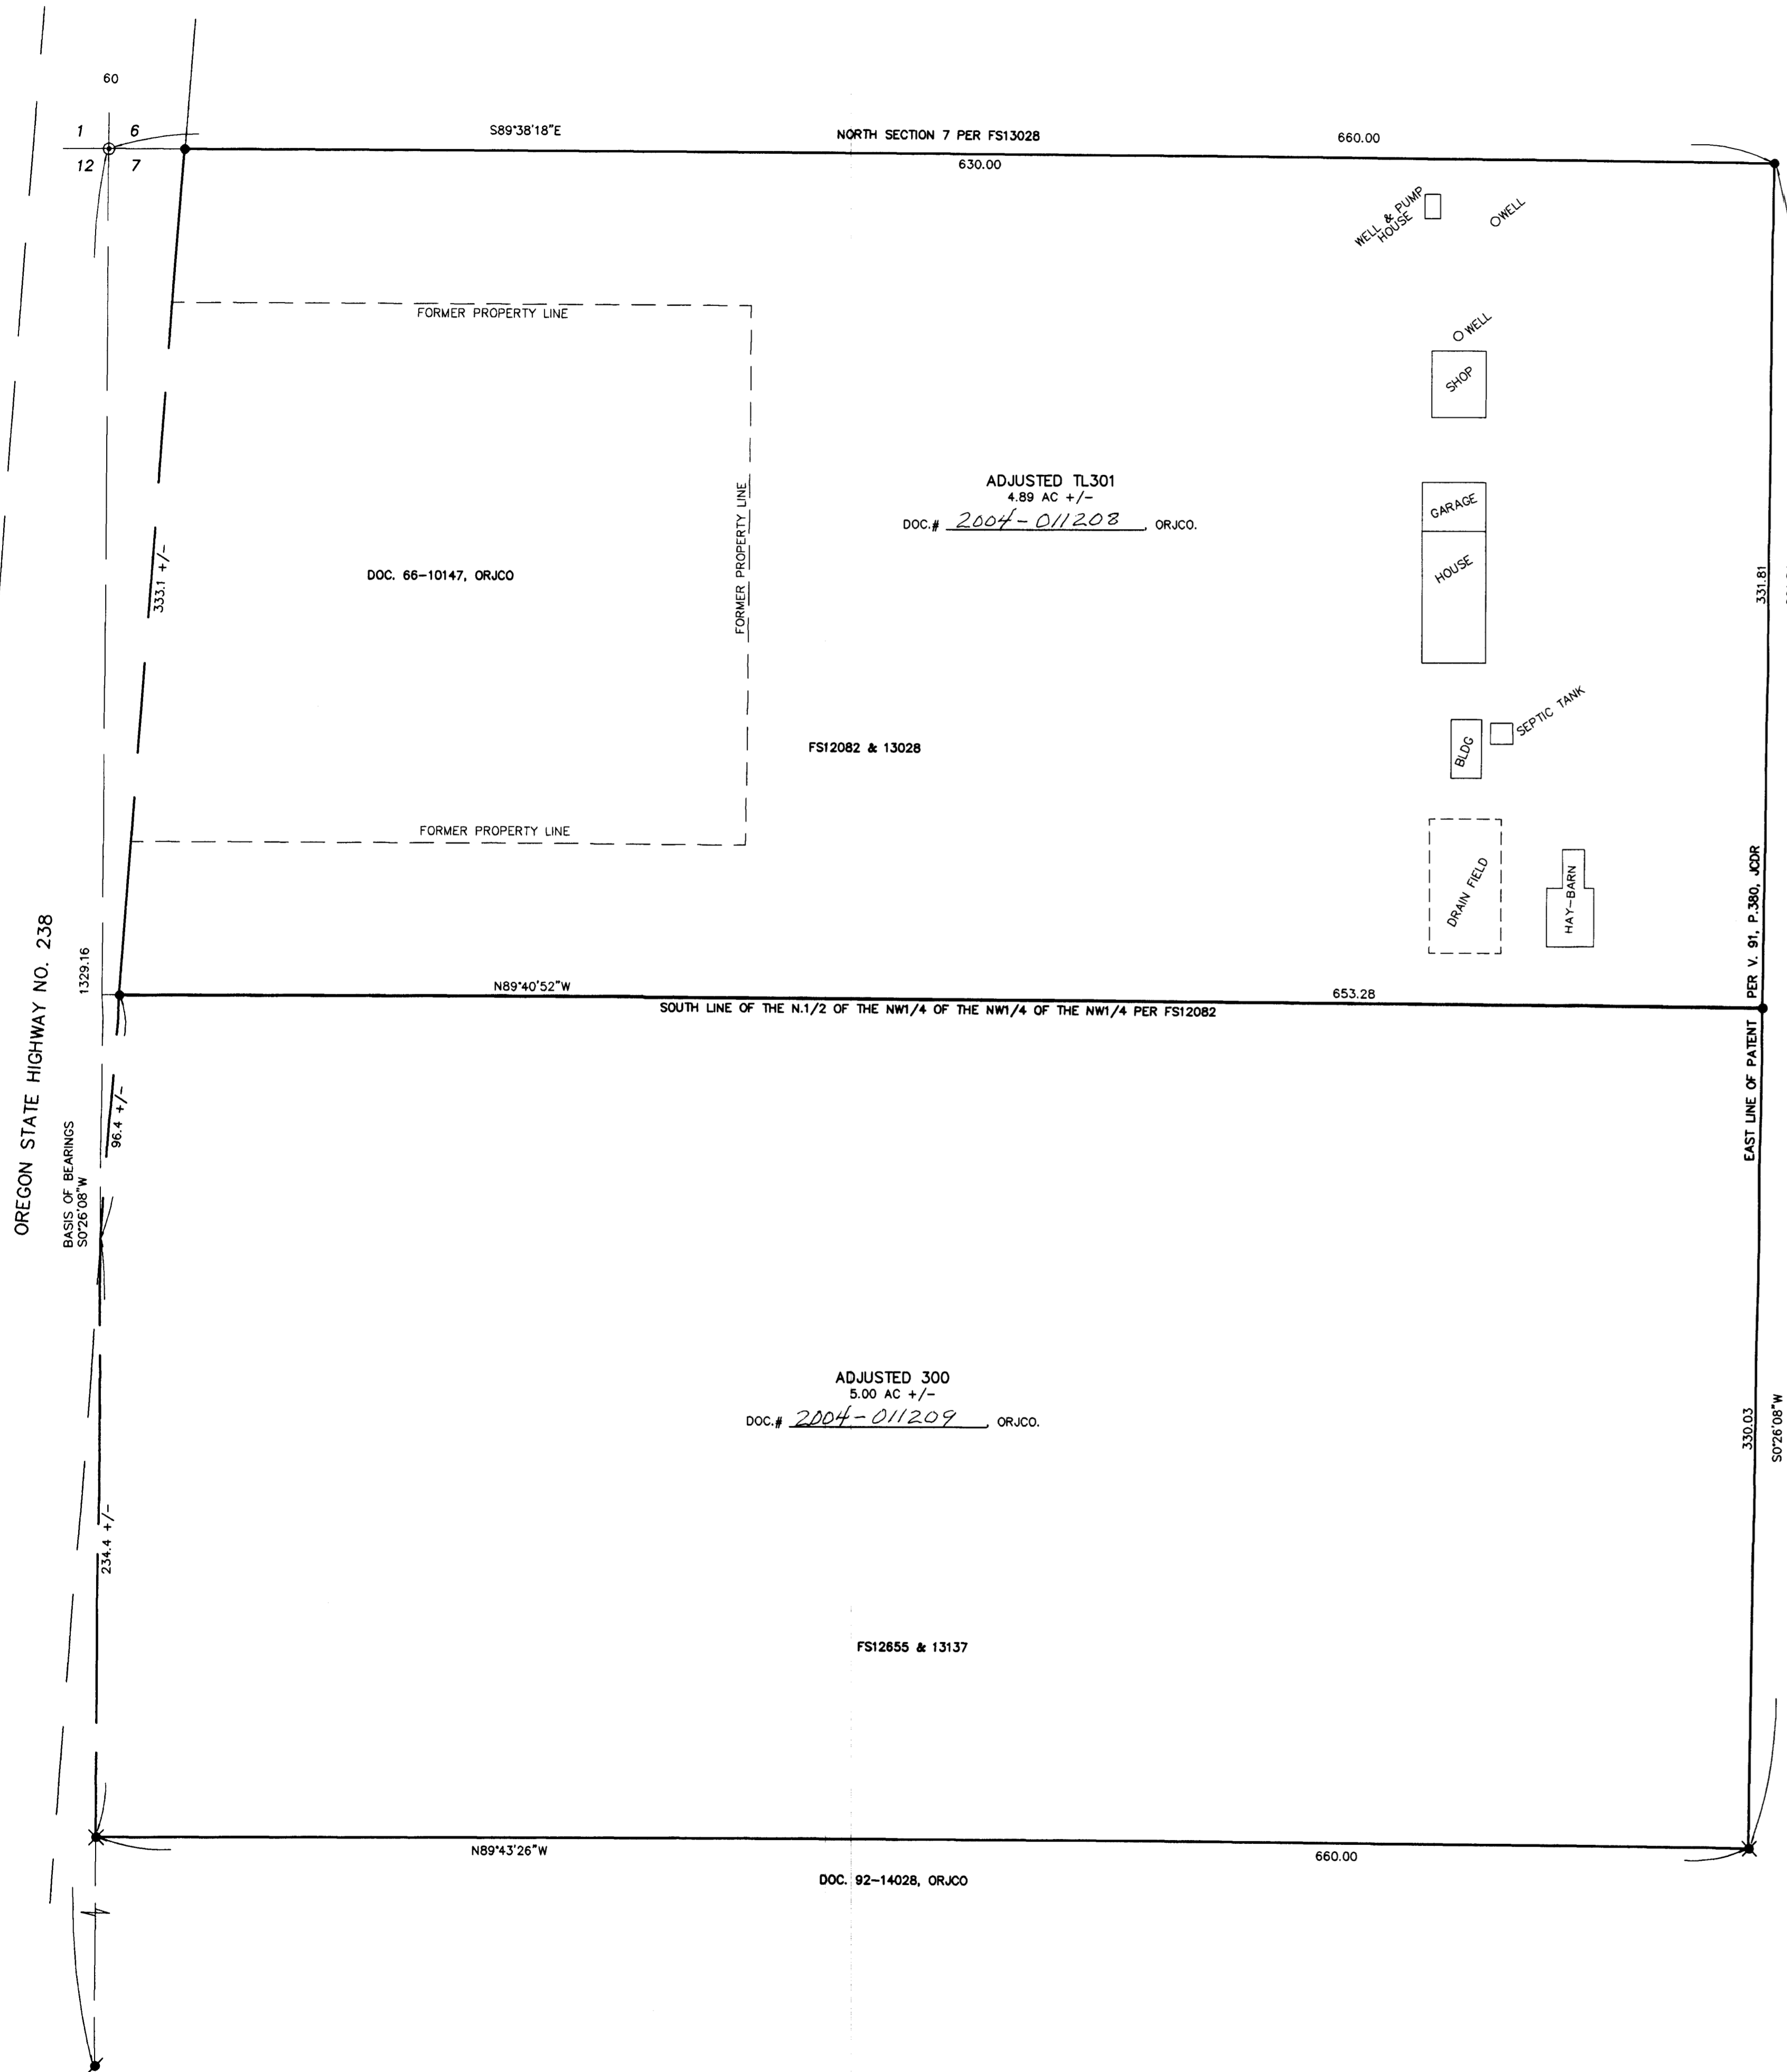 60
1 6
12 7
S89°38'18"E
NORTH SECTION 7 PER FS13028
660.00
630.00
WELL & PUMP
HOUSE
WELL
FORMER PROPERTY LINE
WELL
SHOP
ADJUSTED TL301
4.89 AC +/-
DOC.# 2004-011208, ORJCO.
GARAGE
HOUSE
FORMER PROPERTY LINE
333.1 +/-
DOC. 66-10147, ORJCO
331.81
SEPTIC TANK
BLDG
FS12082 & 13028
FORMER PROPERTY LINE
DRAIN FIELD
HAY-BARN
EAST LINE OF PATENT PER V. 91, P.380, JCDR
OREGON STATE HIGHWAY NO. 238
1329.16
N89°40'52"W
653.28
SOUTH LINE OF THE N.1/2 OF THE NW1/4 OF THE NW1/4 OF THE NW1/4 PER FS12082
96.4 +/-
BASIS OF BEARINGS
S0°26'08"W
ADJUSTED 300
5.00 AC +/-
DOC.# 2004-011209, ORJCO.
330.03
S0°26'08"W
234.4 +/-
FS12655 & 13137
N89°43'26"W
660.00
DOC. 92-14028, ORJCO